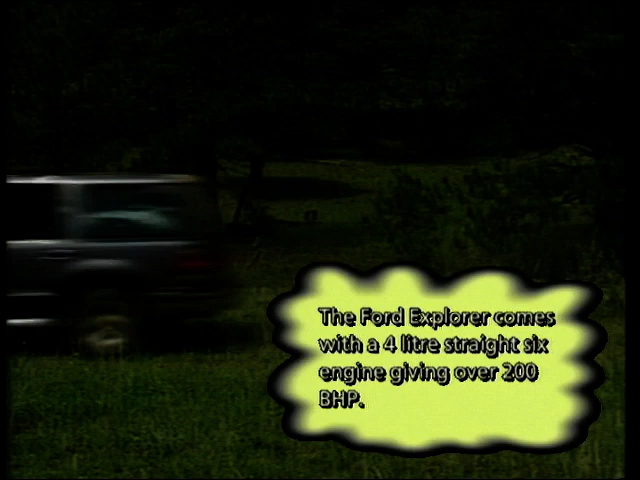 The Ford Explorer comes
with a 4 litre straight six
engine giving over 200
BHP.